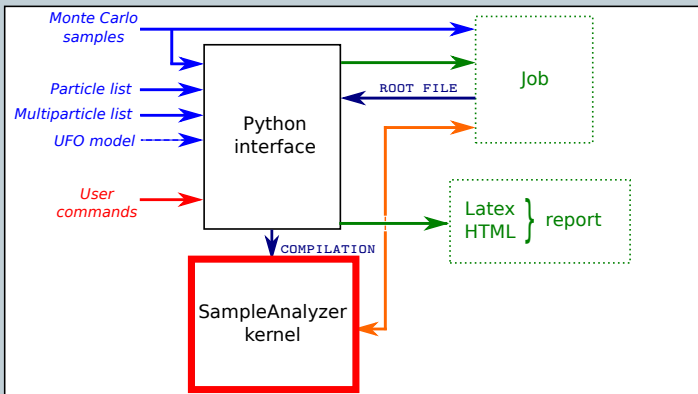 Monte Carlo
samples
Particle list
Multiparticle list
UFO model
User
commands
Python
interface
ROOT FILE
Job
Latex
HTML
} report
COMPILATION
SampleAnalyzer
kernel